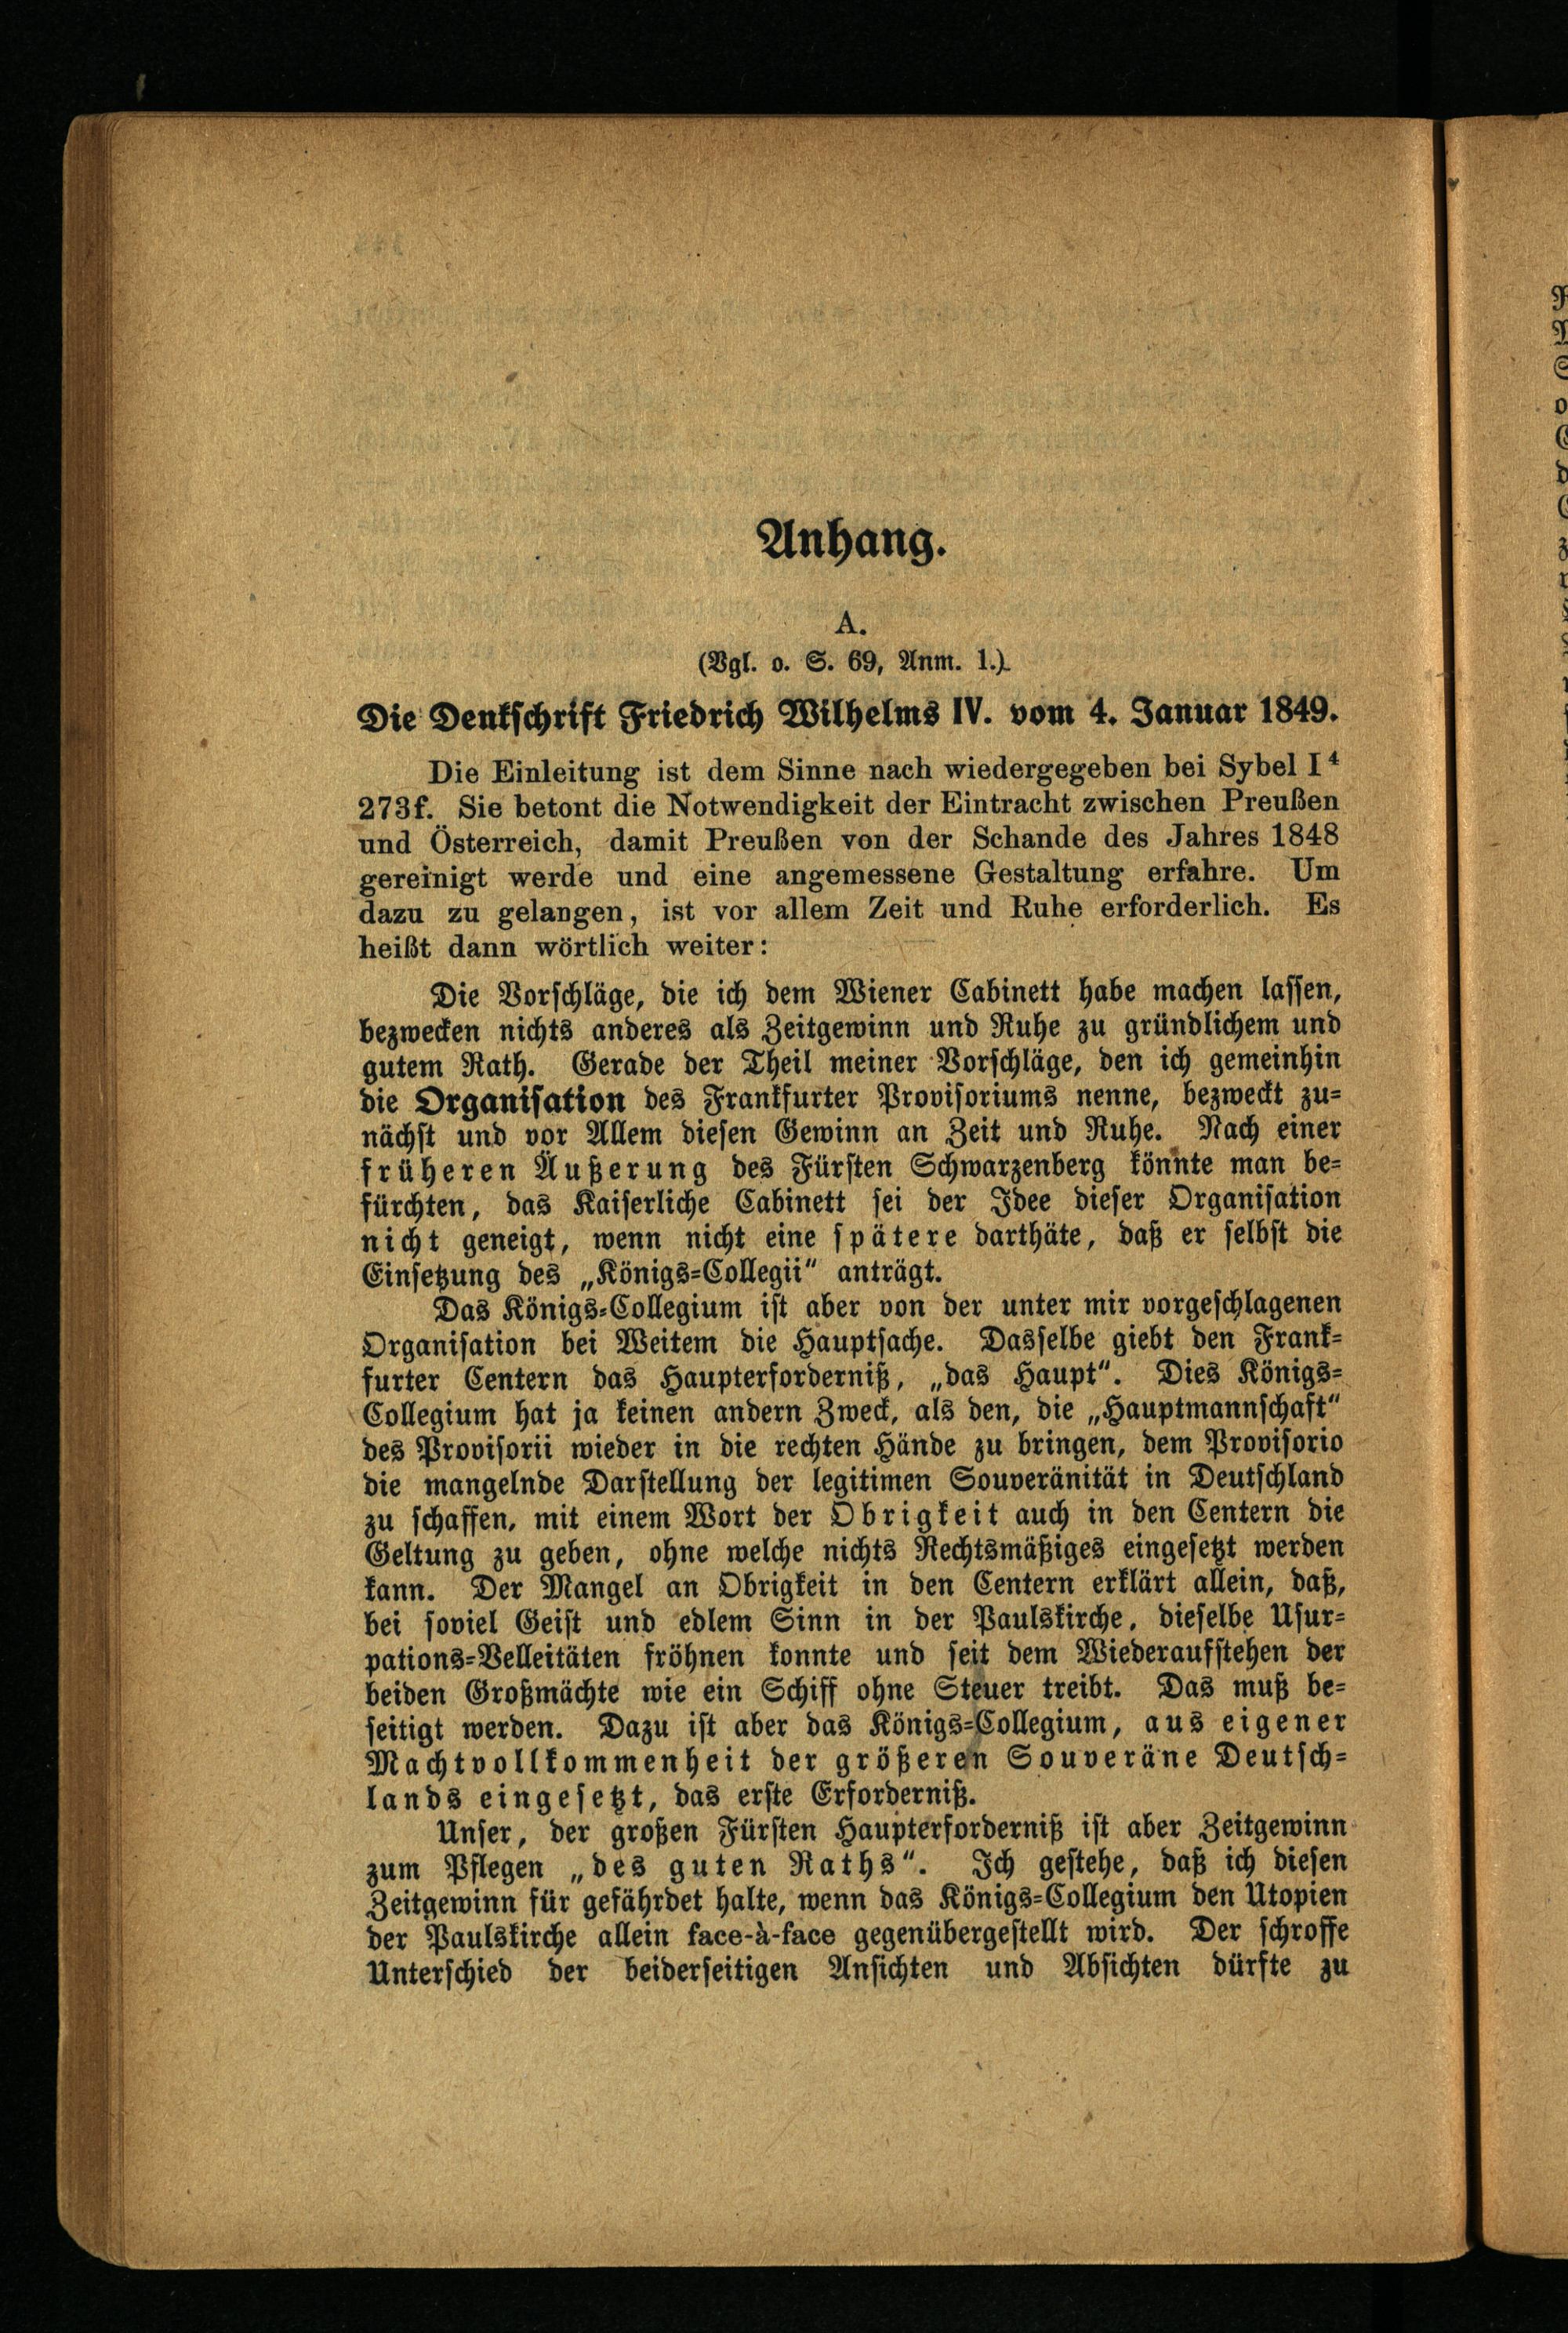 Anhang.
A.
(Vgl. o. S. 69, Anm. 1.)
Die Denkschrift Friedrich Wilhelms IV. vom 4. Januar 1849.
Die Einleitung ist dem Sinne nach wiedergegeben bei Sybel I⁴
273f. Sie betont die Notwendigkeit der Eintracht zwischen Preußen
und Österreich, damit Preußen von der Schande des Jahres 1848
gereinigt werde und eine angemessene Gestaltung erfahre. Um
dazu zu gelangen, ist vor allem Zeit und Ruhe erforderlich. Es
heißt dann wörtlich weiter:
Die Vorschläge, die ich dem Wiener Cabinett habe machen lassen,
bezwecken nichts anderes als Zeitgewinn und Ruhe zu gründlichem und
gutem Rath. Gerade der Theil meiner Vorschläge, den ich gemeinhin
die Organisation des Frankfurter Provisoriums nenne, bezweckt zu-
nächst und vor Allem diesen Gewinn an Zeit und Ruhe. Nach einer
früheren Äußerung des Fürsten Schwarzenberg könnte man be-
fürchten, das Kaiserliche Cabinett sei der Idee dieser Organisation
nicht geneigt, wenn nicht eine spätere darthäte, daß er selbst die
Einsetzung des „Königs-Collegii“ anträgt.
Das Königs-Collegium ist aber von der unter mir vorgeschlagenen
Organisation bei Weitem die Hauptsache. Dasselbe giebt den Frank-
furter Centern das Haupterforderniß, „das Haupt“. Dies Königs-
Collegium hat ja keinen andern Zweck, als den, die „Hauptmannschaft“
des Provisorii wieder in die rechten Hände zu bringen, dem Provisorio
die mangelnde Darstellung der legitimen Souveränität in Deutschland
zu schaffen, mit einem Wort der Obrigkeit auch in den Centern die
Geltung zu geben, ohne welche nichts Rechtsmäßiges eingesetzt werden
kann. Der Mangel an Obrigkeit in den Centern erklärt allein, daß,
bei soviel Geist und edlem Sinn in der Paulskirche, dieselbe Usur-
pations-Velleitäten fröhnen konnte und seit dem Wiederaufstehen der
beiden Großmächte wie ein Schiff ohne Steuer treibt. Das muß be-
seitigt werden. Dazu ist aber das Königs-Collegium, aus eigener
Machtvollkommenheit der größeren Souveräne Deutsch-
lands eingesetzt, das erste Erforderniß.
Unser, der großen Fürsten Haupterforderniß ist aber Zeitgewinn
zum Pflegen „des guten Raths“. Ich gestehe, daß ich diesen
Zeitgewinn für gefährdet halte, wenn das Königs-Collegium den Utopien
der Paulskirche allein face-à-face gegenübergestellt wird. Der schroffe
Unterschied der beiderseitigen Ansichten und Absichten dürfte zu